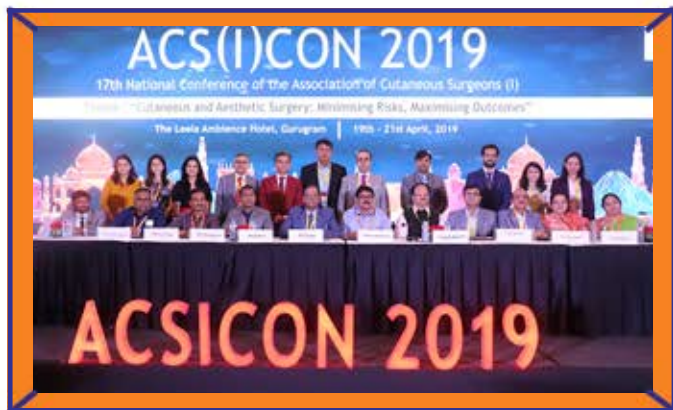 ACS(I)CON 2019
17th National Conference of the Association of Cutaneous Surgeons (I)
"Cutaneous and Aesthetic Surgery: Minimising Risks, Maximising Outcomes"
The Leela Ambience Hotel, Gurugram | 19th - 21st April, 2019
ACSICON 2019